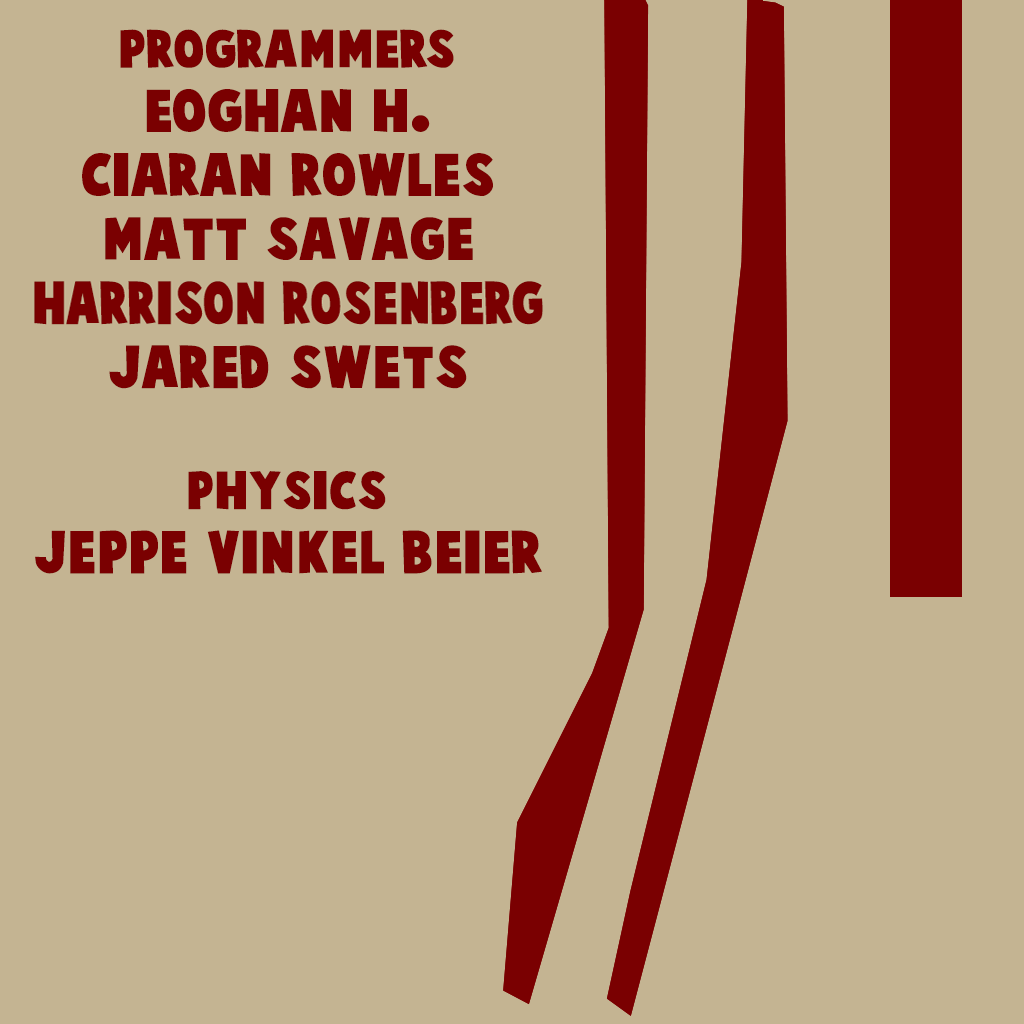 PROGRAMMERS
EOGHAN H.
CIARAN ROWLES
MATT SAVAGE
HARRISON ROSENBERG
JARED SWETS
PHYSICS
JEPPE VINKEL BEIER